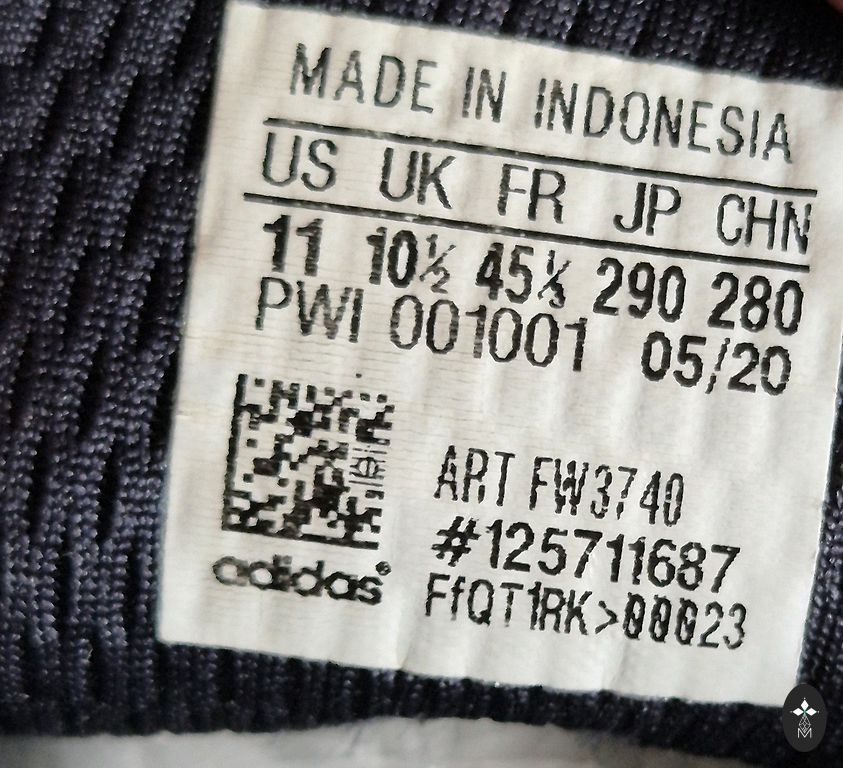 MADE IN INDONESIA
US UK FR JP CHN
11 10½ 45⅓ 290 280
PWI 001001 05/20
ART FW3740
#125711687
FfQT1RK>00023
adidas®
M